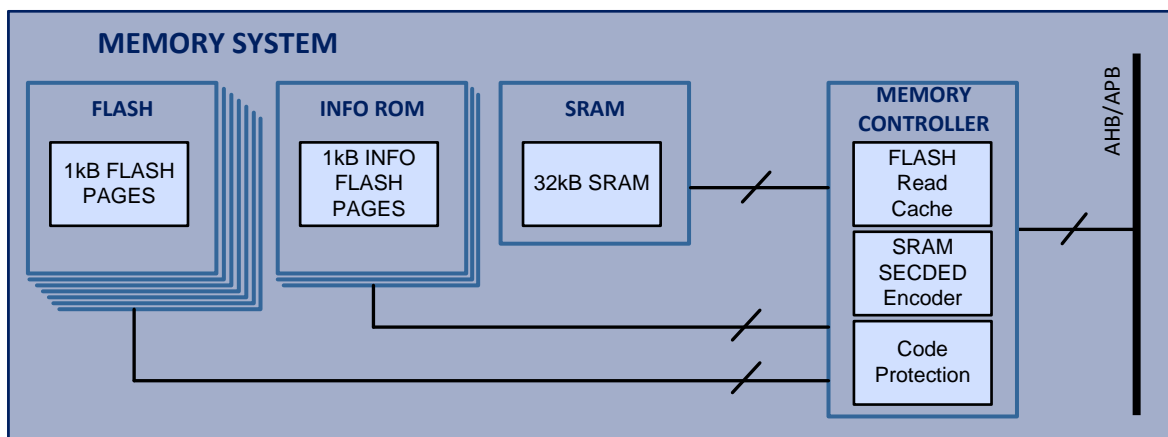 MEMORY SYSTEM
FLASH
1kB FLASH
PAGES
INFO ROM
1kB INFO
FLASH
PAGES
SRAM
32kB SRAM
MEMORY
CONTROLLER
FLASH
Read
Cache
SRAM
SECDED
Encoder
Code
Protection
AHB/APB